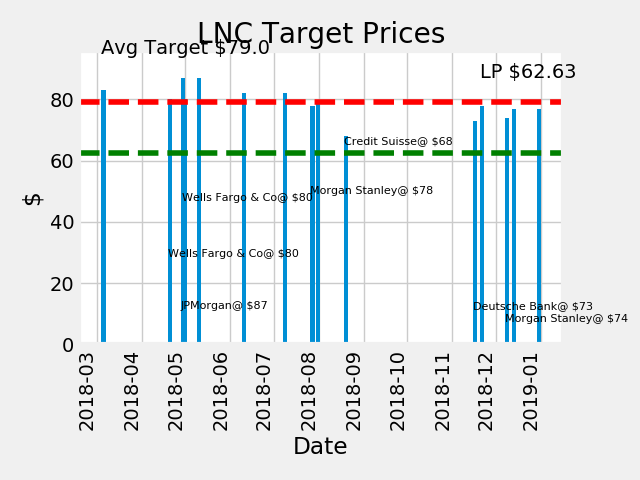 LNC Target Prices
Avg Target $79.0
LP $62.63
80
60
40
20
0
$
Credit Suisse@ $68
Morgan Stanley@ $78
Wells Fargo & Co@ $80
Wells Fargo & Co@ $80
JPMorgan@ $87
Deutsche Bank@ $73
Morgan Stanley@ $74
2018-03
2018-04
2018-05
2018-06
2018-07
2018-08
2018-09
2018-10
2018-11
2018-12
2019-01
Date